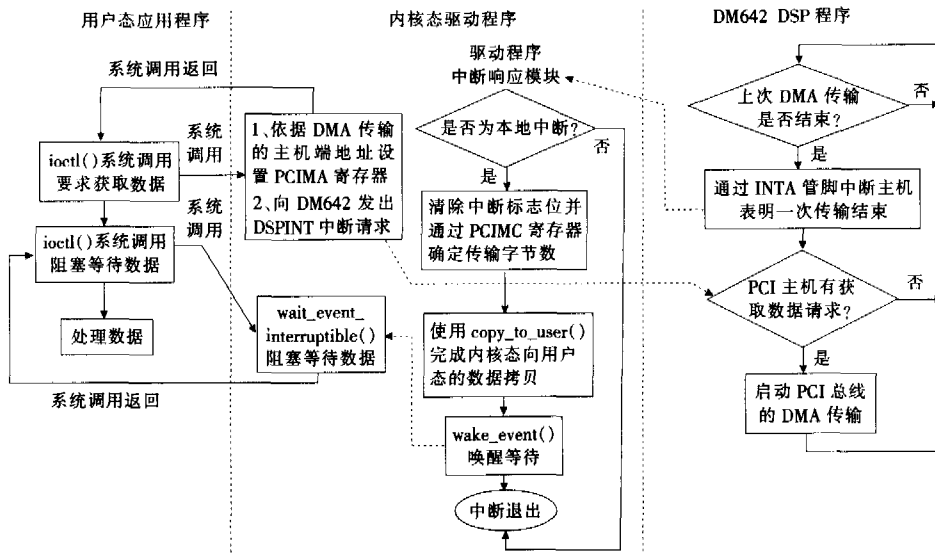 用户态应用程序
内核态驱动程序
DM642 DSP 程序
系统调用返回
系统
调用
ioctl()系统调用
要求获取数据
系统
调用
ioctl()系统调用
阻塞等待数据
处理数据
系统调用返回
1、依据 DMA 传输
的主机端地址设
置 PCIMA 寄存器
2、向 DM642 发出
DSPINT 中断请求
wait_event_
interruptible()
阻塞等待数据
驱动程序
中断响应模块
是否为本地中断?
否
是
清除中断标志位并
通过 PCIMC 寄存器
确定传输字节数
使用 copy_to_user()
完成内核态向用户
态的数据拷贝
wake_event()
唤醒等待
中断退出
上次 DMA 传输
是否结束?
否
是
通过 INTA 管脚中断主机
表明一次传输结束
PCI 主机有获
取数据请求?
否
是
启动 PCI 总线
的 DMA 传输